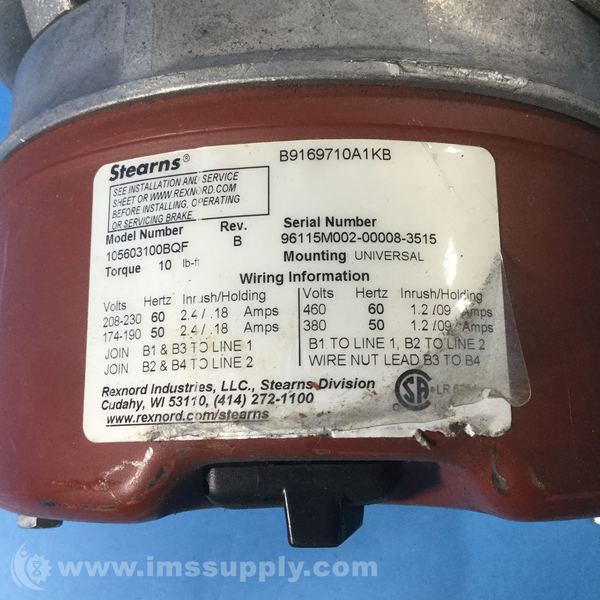 Stearns®
B9169710A1KB
SEE INSTALLATION AND SERVICE
SHEET OR WWW.REXNORD.COM
BEFORE INSTALLING, OPERATING
OR SERVICING BRAKE.
Model Number
105603100BQF
Rev.
B
Serial Number
96115M002-00008-3515
Torque 10 lb-ft
Mounting UNIVERSAL
Wiring Information
Volts Hertz Inrush/Holding
208-230 60 2.4/.18 Amps
174-190 50 2.4/.18 Amps
JOIN B1 & B3 TO LINE 1
JOIN B2 & B4 TO LINE 2
Volts Hertz Inrush/Holding
460 60 1.2/09 Amps
380 50 1.2/09 Amps
B1 TO LINE 1, B2 TO LINE 2
WIRE NUT LEAD B3 TO B4
Rexnord Industries, LLC., Stearns Division
Cudahy, WI 53110, (414) 272-1100
www.rexnord.com/stearns
SA
LR
www.imssupply.com